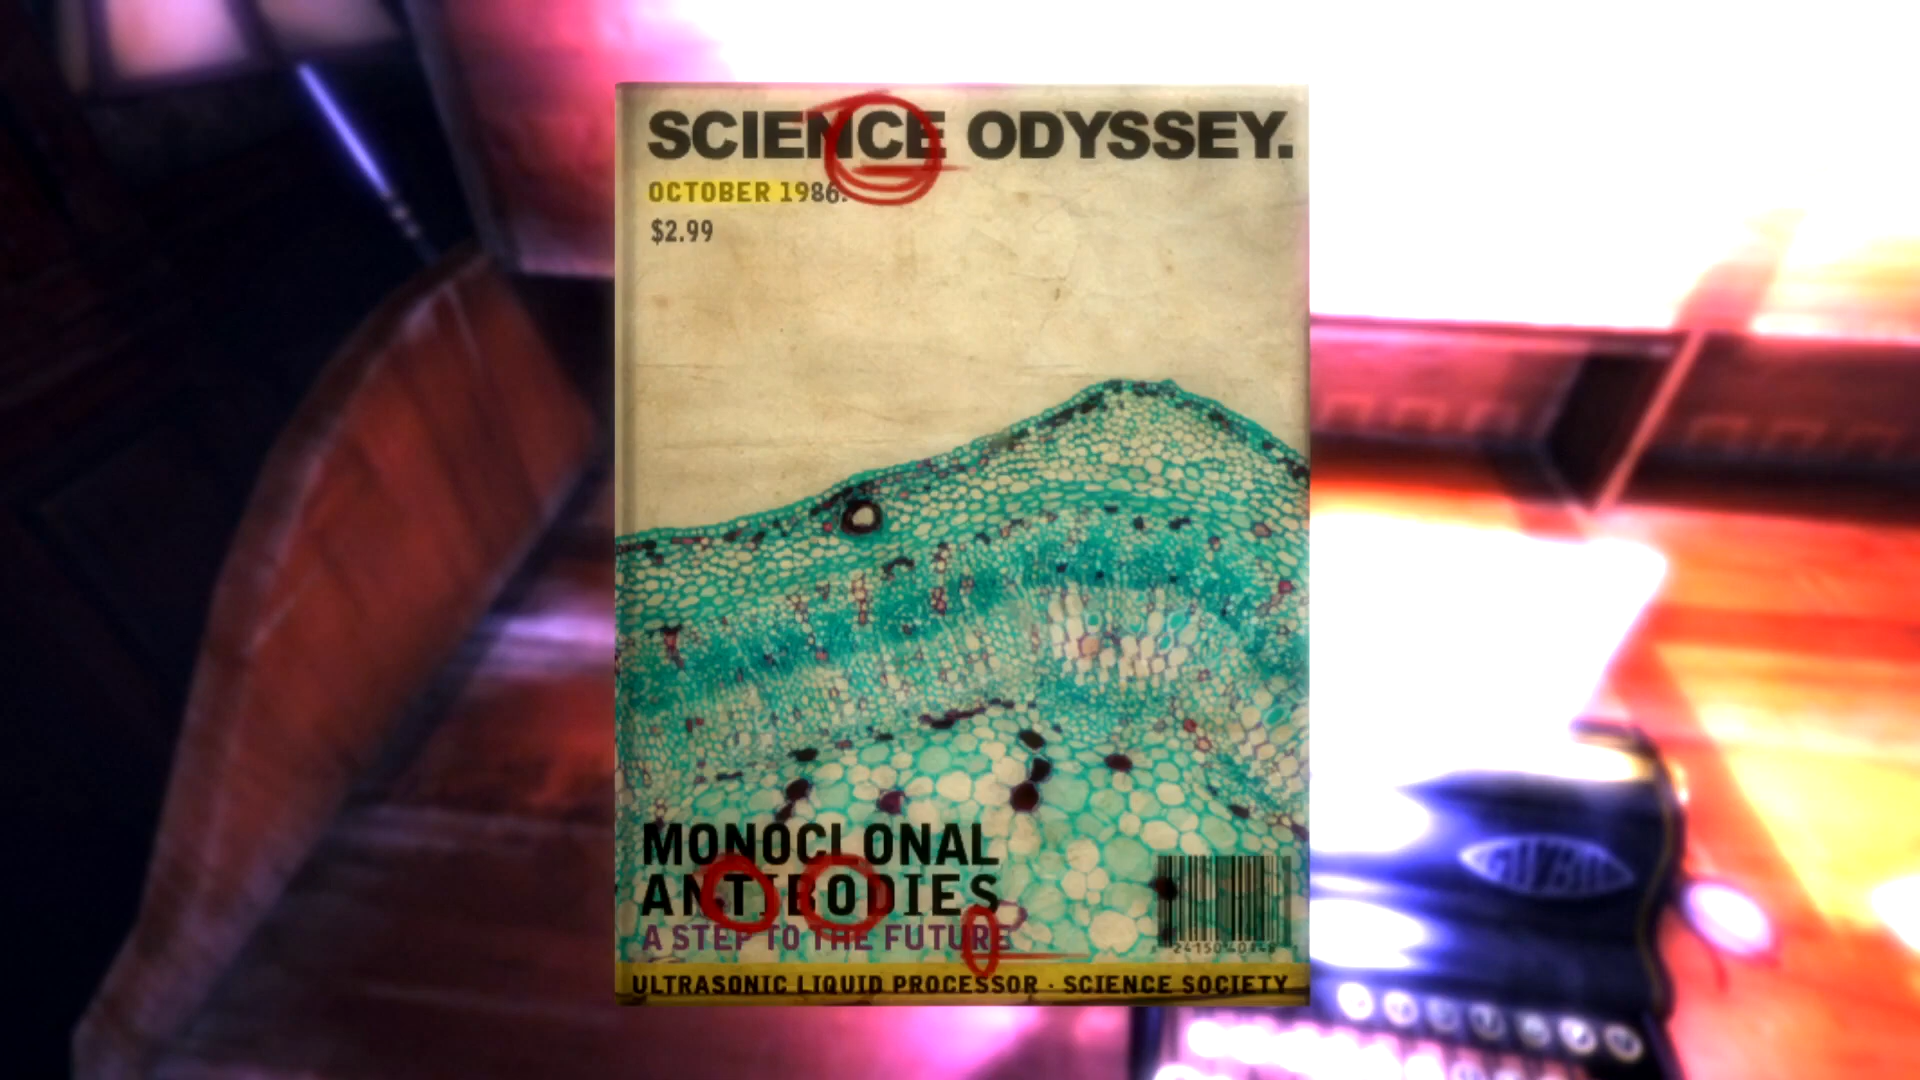 SCIENCE ODYSSEY.
OCTOBER 1986.
$2.99
MONOCLONAL
ANTIBODIES
A STEP TO THE FUTURE
ULTRASONIC LIQUID PROCESSOR · SCIENCE SOCIETY